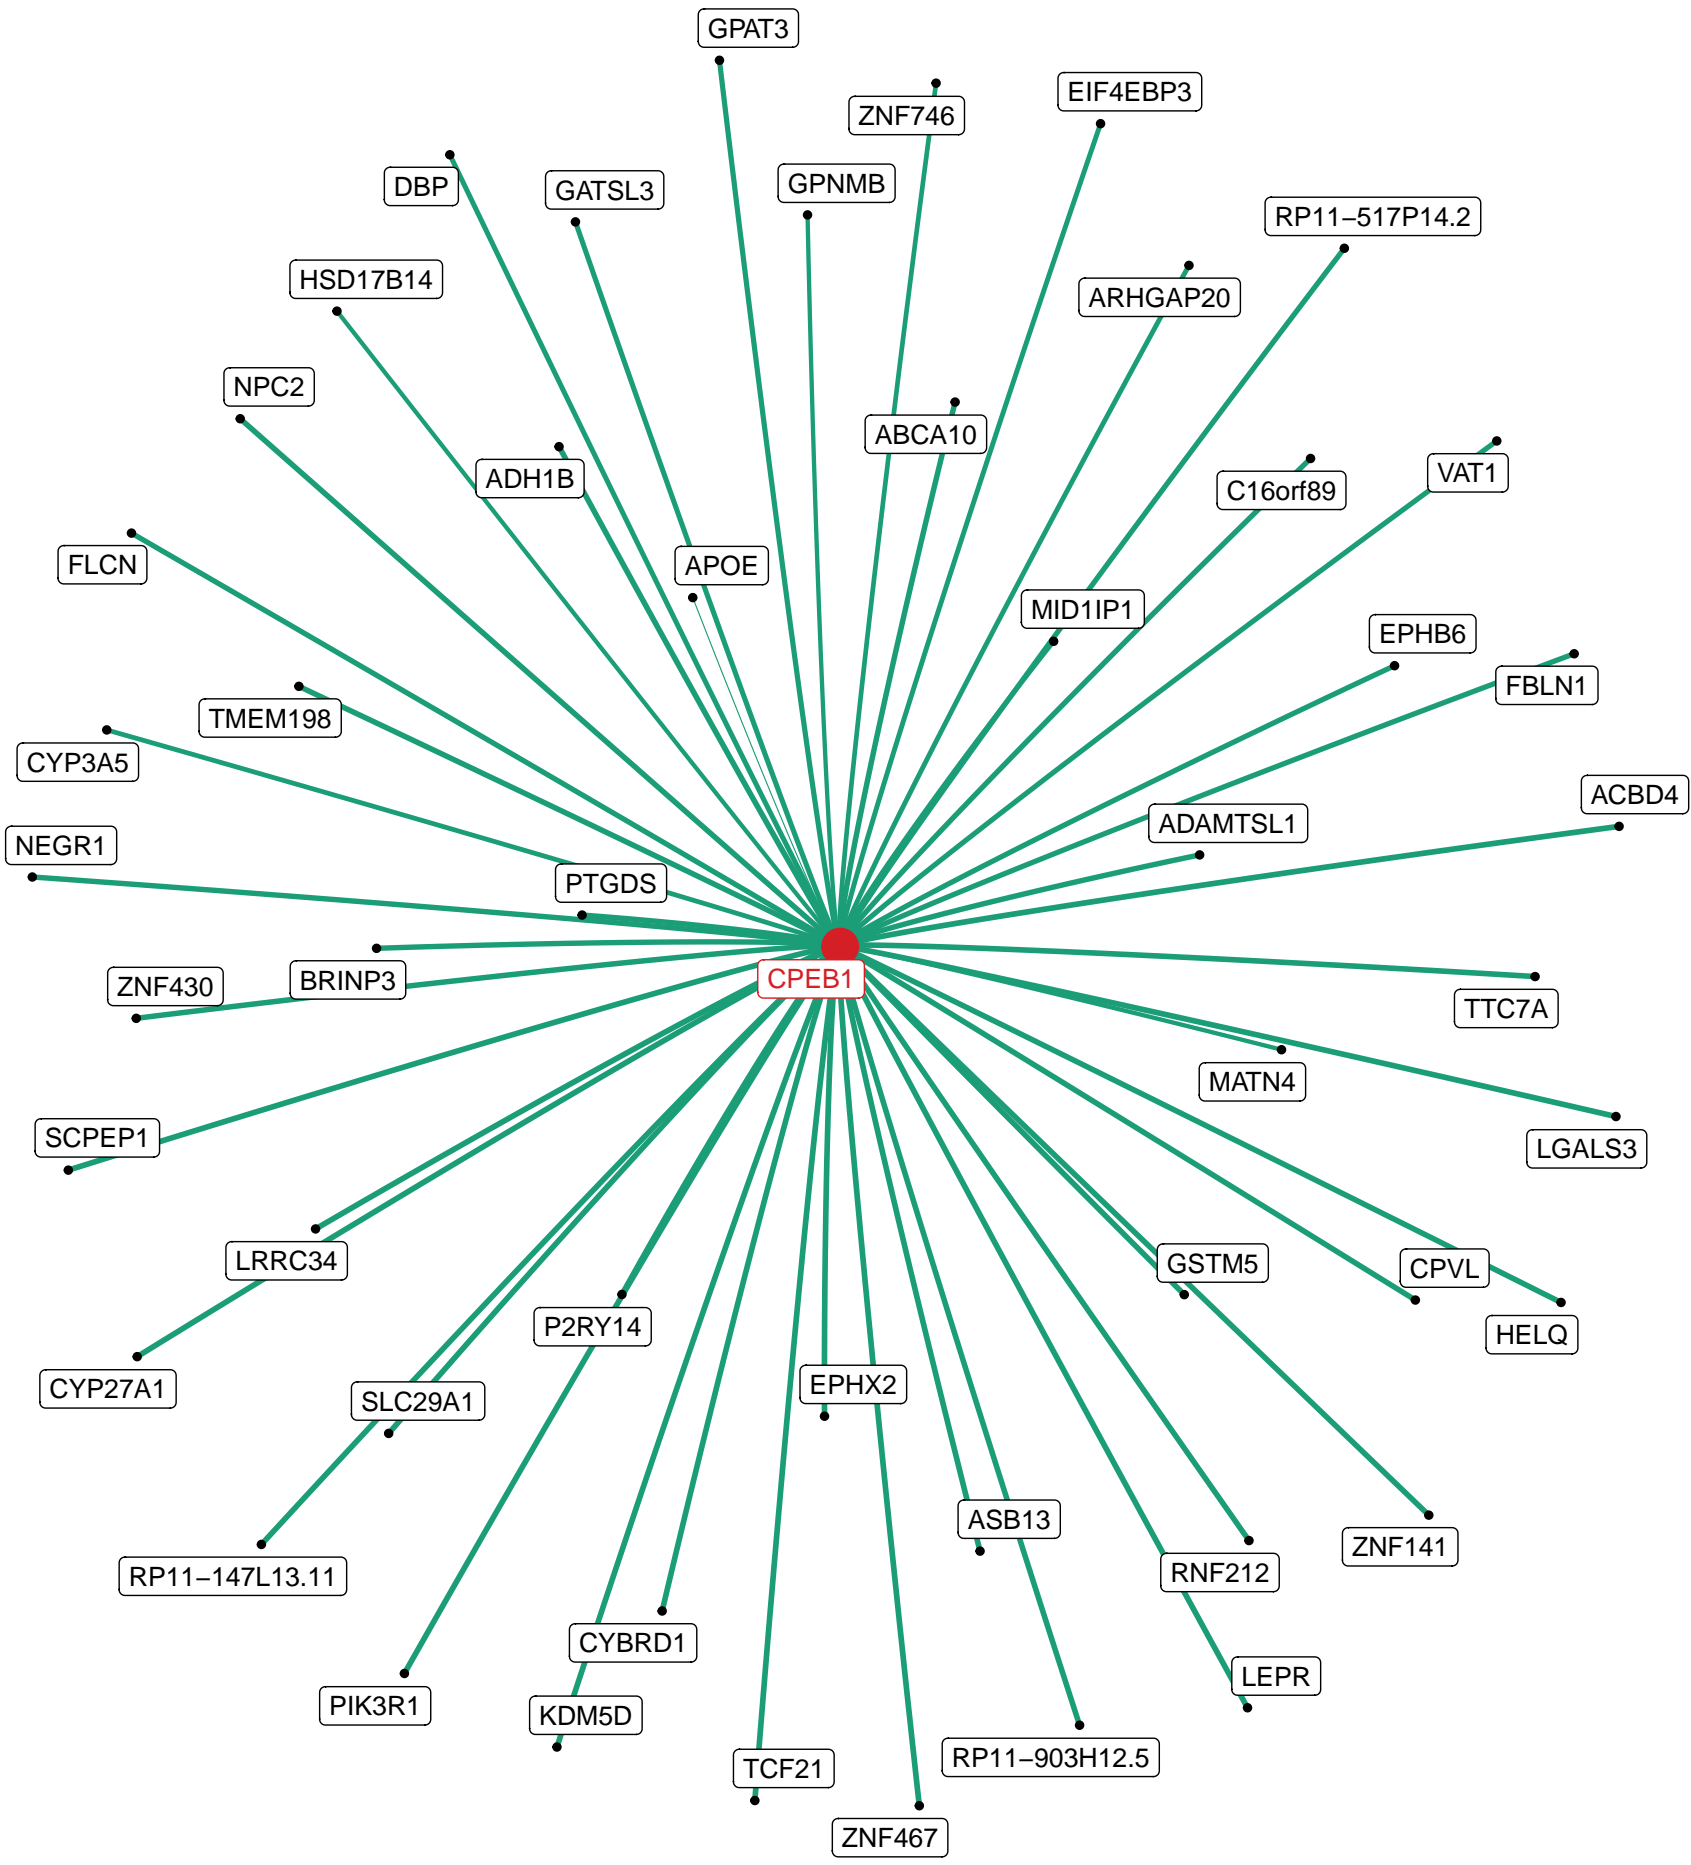 GPAT3
EIF4EBP3
ZNF746
GPNMB
DBP
GATSL3
RP11−517P14.2
HSD17B14
ARHGAP20
NPC2
ABCA10
VAT1
ADH1B
C16orf89
FLCN
APOE
MID1IP1
EPHB6
FBLN1
TMEM198
CYP3A5
ACBD4
ADAMTSL1
NEGR1
PTGDS
CPEB1
BRINP3
ZNF430
TTC7A
MATN4
SCPEP1
LGALS3
LRRC34
GSTM5
CPVL
P2RY14
HELQ
CYP27A1
EPHX2
SLC29A1
ASB13
ZNF141
RNF212
RP11−147L13.11
CYBRD1
LEPR
PIK3R1
KDM5D
RP11−903H12.5
TCF21
ZNF467